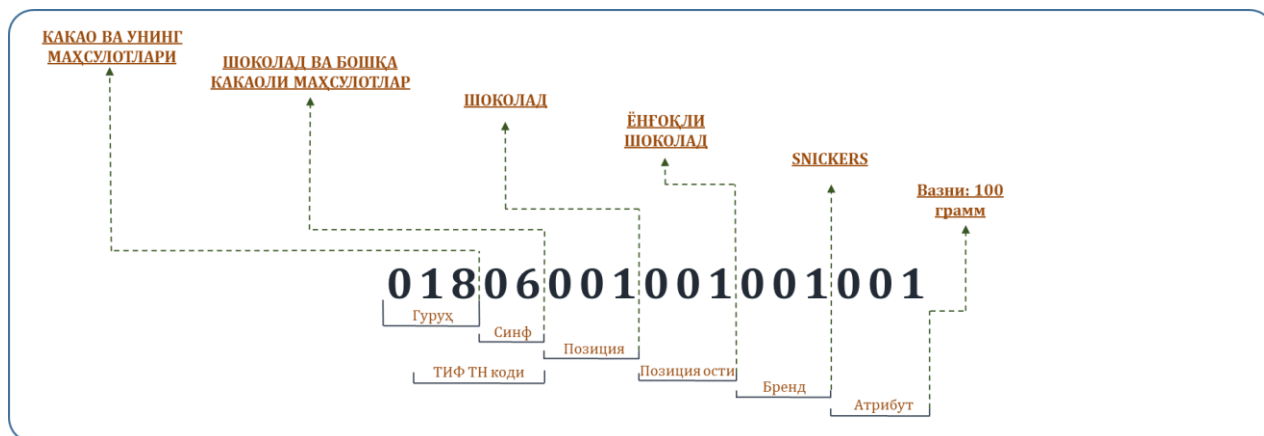 КАКАО ВА УНИНГ
МАҲСУЛОТЛАРИ
ШОКОЛАД ВА БОШҚА
КАКАОЛИ МАҲСУЛОТЛАР
ШОКОЛАД
ЁНҒОҚЛИ
ШОКОЛАД
SNICKERS
Вазни: 100
грамм
01806001001001001
Гуруҳ
Синф
Позиция
ТИФ ТН коди
Позиция ости
Бренд
Атрибут